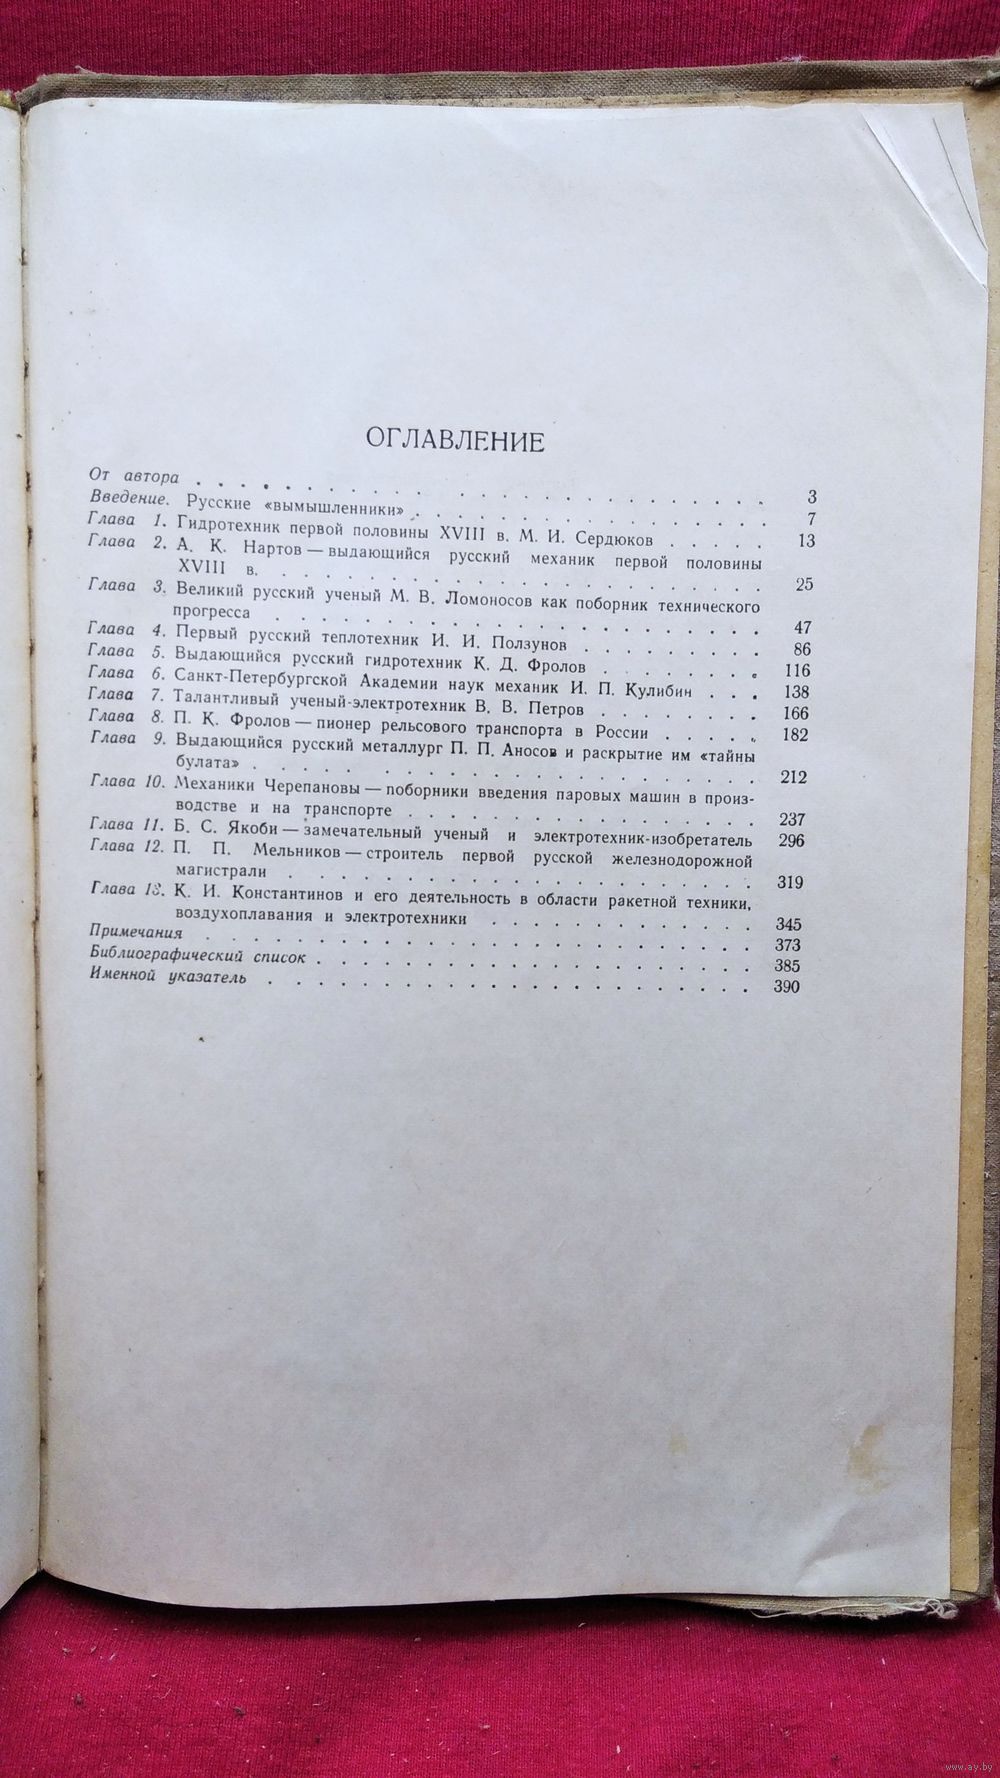 ОГЛАВЛЕНИЕ
От автора . . . . . . . . . . . . . . . . . . . . . . . . 3
Введение. Русские «вымышленники» . . . . . . . . . . . . . . . . 7
Глава 1. Гидротехник первой половины XVIII в. М. И. Сердюков . . . . . 13
Глава 2. А. К. Нартов — выдающийся русский механик первой половины
XVIII в. . . . . . . . . . . . . . . . . . . . . . 25
Глава 3. Великий русский ученый М. В. Ломоносов как поборник технического
прогресса . . . . . . . . . . . . . . . . . . . . . 47
Глава 4. Первый русский теплотехник И. И. Ползунов . . . . . . . . . 86
Глава 5. Выдающийся русский гидротехник К. Д. Фролов . . . . . . . . 116
Глава 6. Санкт-Петербургской Академии наук механик И. П. Кулибин . . . 138
Глава 7. Талантливый ученый-электротехник В. В. Петров . . . . . . . . 166
Глава 8. П. К. Фролов — пионер рельсового транспорта в России . . . . . 182
Глава 9. Выдающийся русский металлург П. П. Аносов и раскрытие им «тайны
булата» . . . . . . . . . . . . . . . . . . . . . . 212
Глава 10. Механики Черепановы — поборники введения паровых машин в произ-
водстве и на транспорте . . . . . . . . . . . . . . . 237
Глава 11. Б. С. Якоби — замечательный ученый и электротехник-изобретатель 296
Глава 12. П. П. Мельников — строитель первой русской железнодорожной
магистрали . . . . . . . . . . . . . . . . . . . . 319
Глава 13. К. И. Константинов и его деятельность в области ракетной техники,
воздухоплавания и электротехники . . . . . . . . . . . 345
Примечания . . . . . . . . . . . . . . . . . . . . . . . 373
Библиографический список . . . . . . . . . . . . . . . . . . 385
Именной указатель . . . . . . . . . . . . . . . . . . . . . 390
www.ay.by